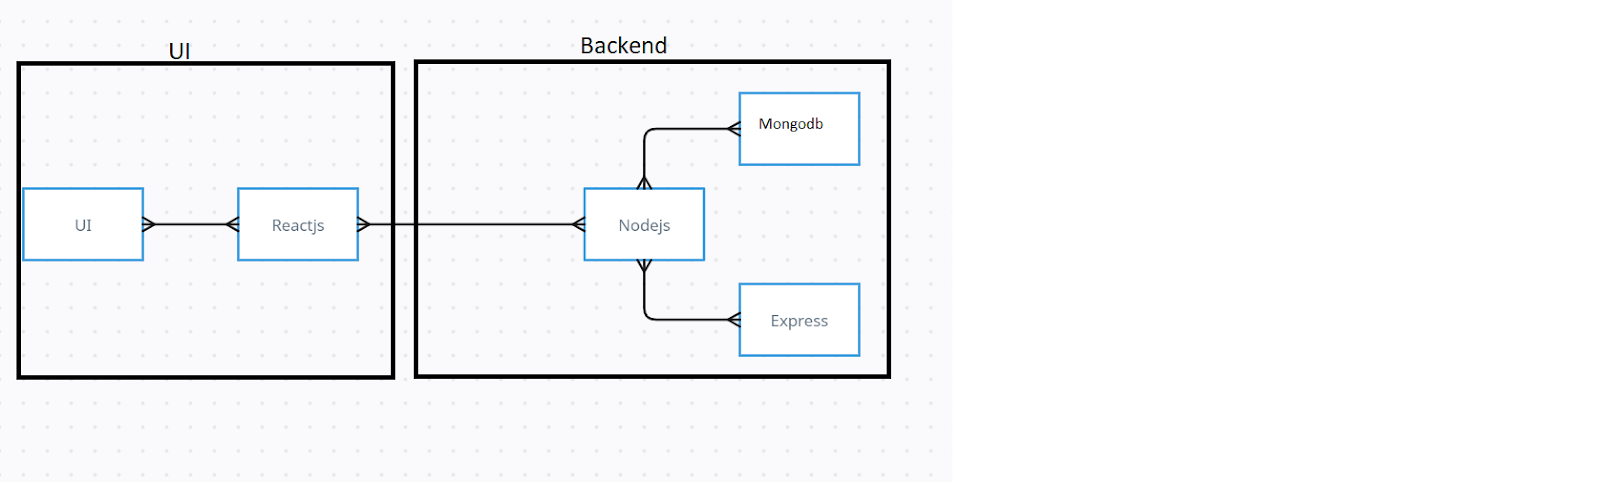 UI
Backend
Mongodb
UI
Reactjs
Nodejs
Express